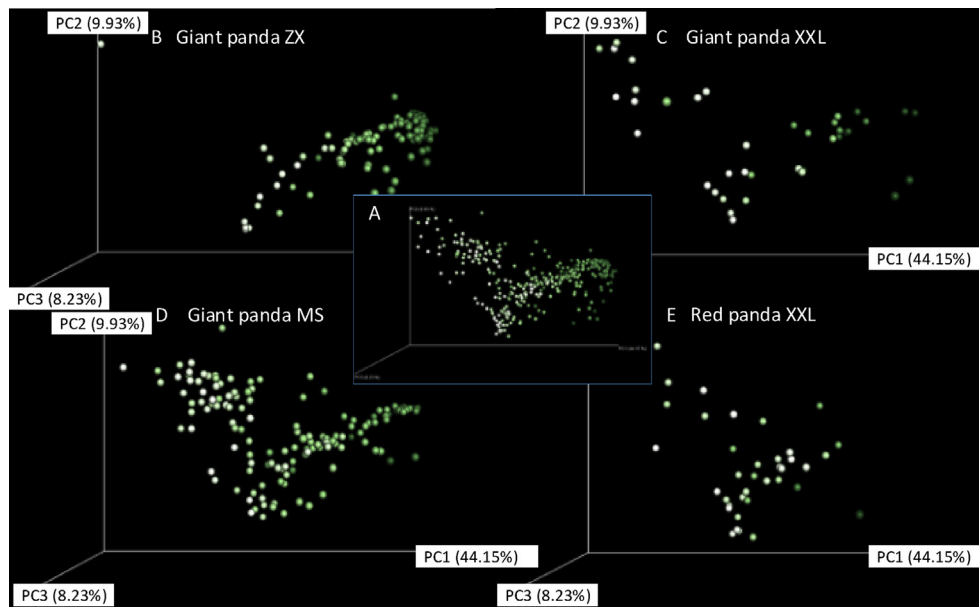 PC2 (9.93%)
B Giant panda ZX
PC2 (9.93%)
C Giant panda XXL
A
PC3 (8.23%)
PC1 (44.15%)
PC2 (9.93%)
D Giant panda MS
E Red panda XXL
PC1 (44.15%)
PC1 (44.15%)
PC3 (8.23%)
PC3 (8.23%)